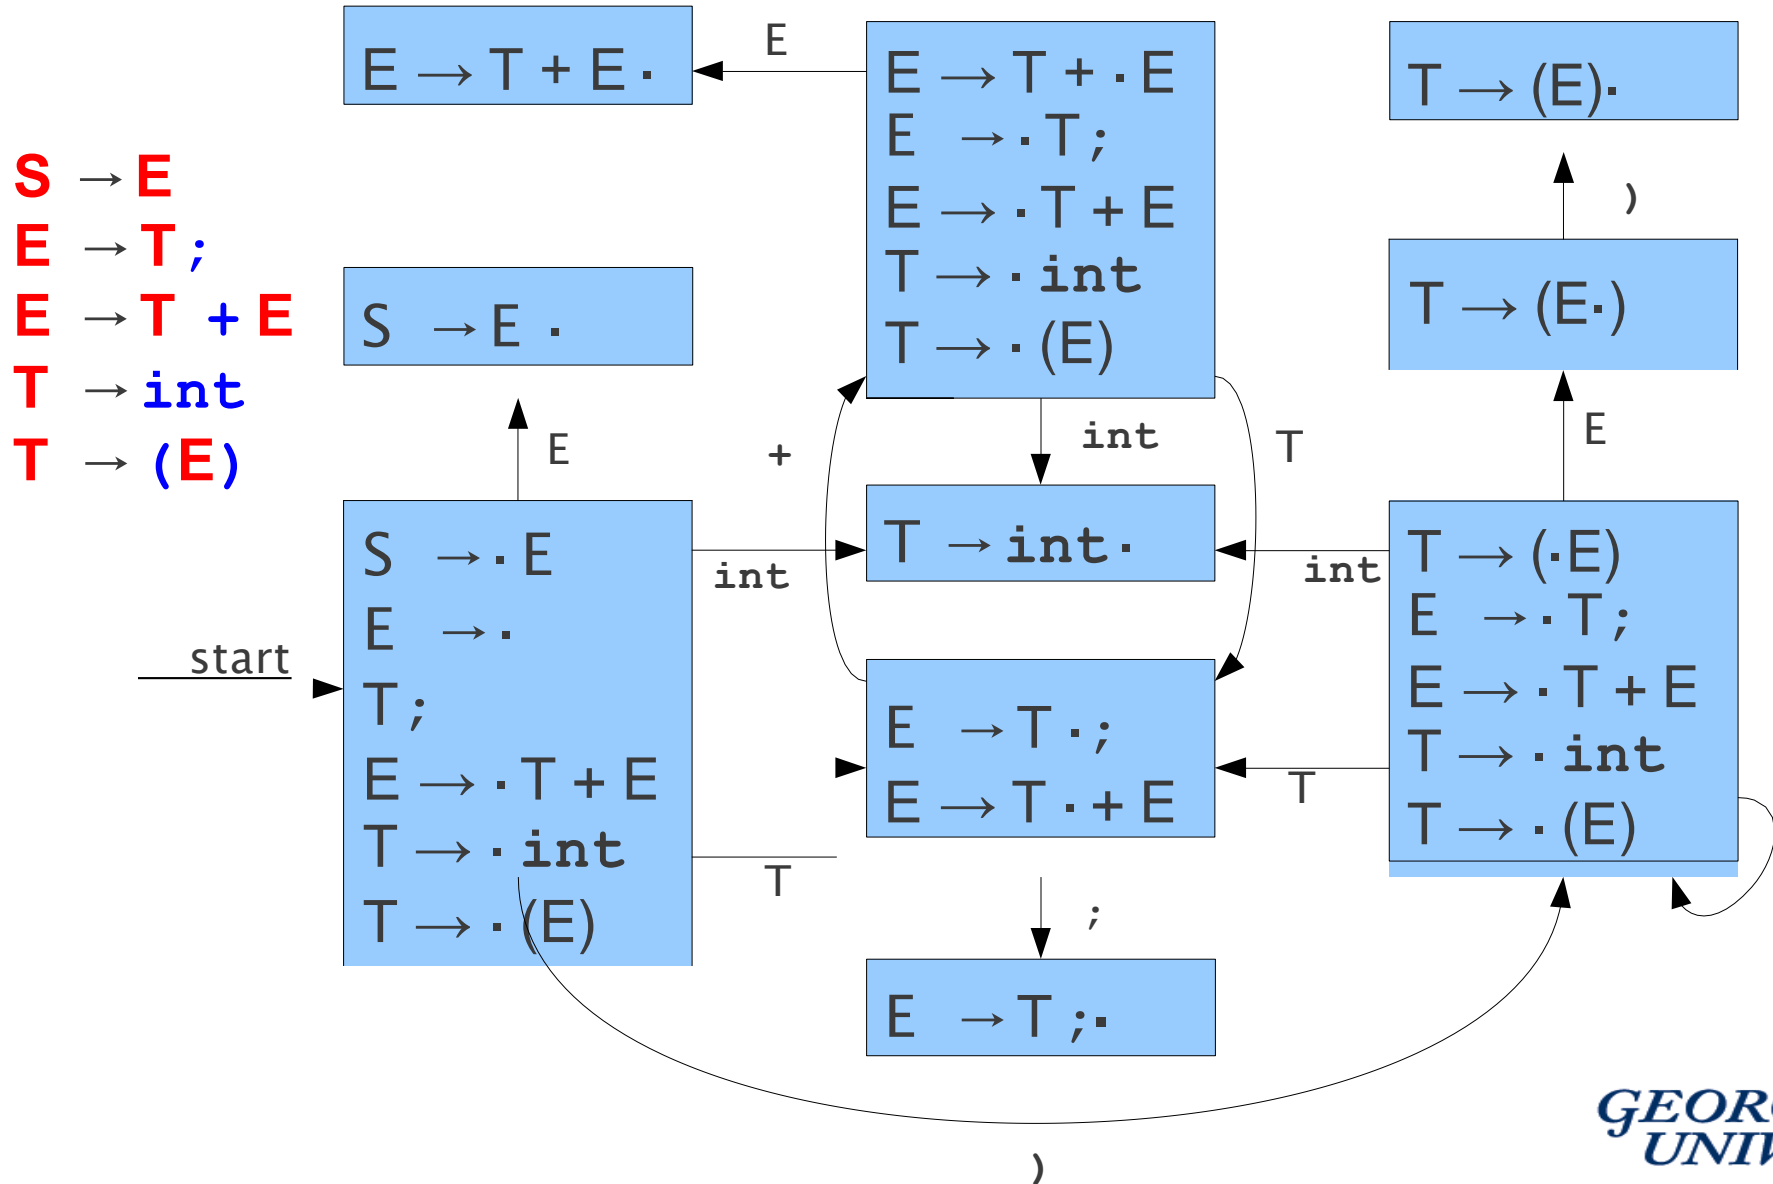 S → E
E → T ;
E → T + E
T → int
T → (E)
E → T + E ·
E
E → T + · E
E → · T ;
E → · T + E
T → · int
T → · (E)
T → (E)·
)
T → (E·)
E
S → E ·
E
+
int
T
T → int ·
int
int
start
S → · E
E → ·
T ;
E → · T + E
T → · int
T → · (E)
T
E → T · ;
E → T · + E
T
T → (·E)
E → · T ;
E → · T + E
T → · int
T → · (E)
;
E → T ; ·
)